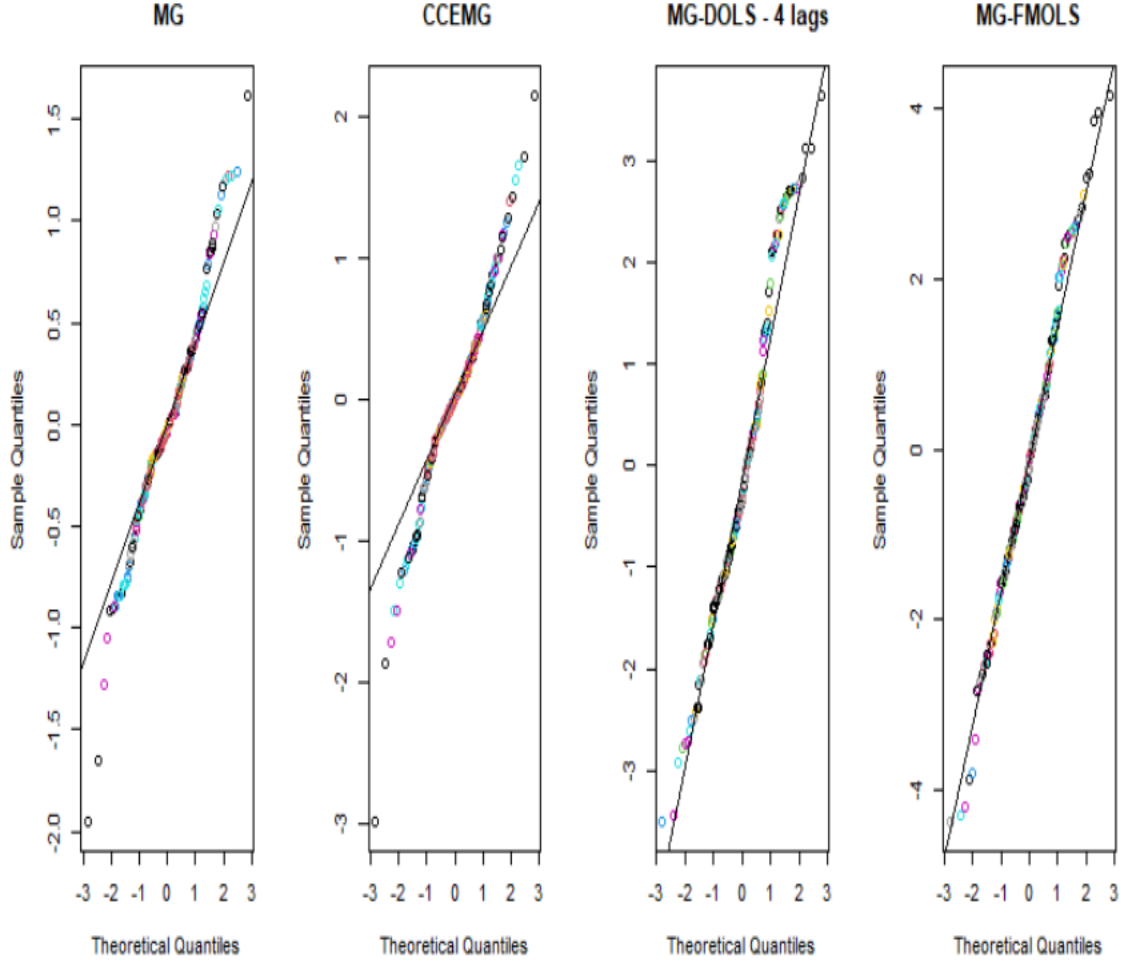 MG
Sample Quantiles
1.5
1.0
0.5
0.0
-0.5
-1.0
-1.5
-2.0
-3 -2 -1 0 1 2 3
Theoretical Quantiles
CCEMG
Sample Quantiles
2
1
0
-1
-2
-3
-3 -2 -1 0 1 2 3
Theoretical Quantiles
MG-DOLS - 4 lags
Sample Quantiles
3
2
1
0
-1
-2
-3
-3 -2 -1 0 1 2 3
Theoretical Quantiles
MG-FMOLS
Sample Quantiles
4
2
0
-2
-4
-3 -2 -1 0 1 2 3
Theoretical Quantiles